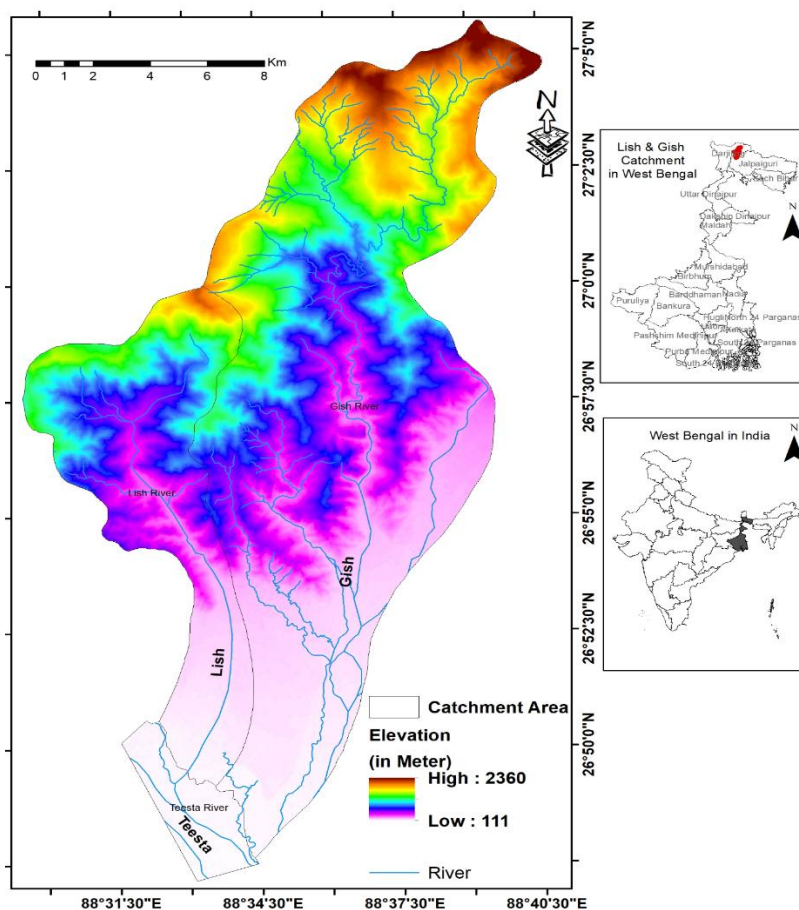 0 1 2 4 6 8 Km
N
27°5'0"N
27°2'30"N
27°0'0"N
26°57'30"N
26°55'0"N
26°52'30"N
26°50'0"N
Gish River
Lish River
Gish
Lish
Teesta River
Teesta
Catchment Area
Elevation
(in Meter)
High : 2360
Low : 111
River
88°31'30"E 88°34'30"E 88°37'30"E 88°40'30"E
Lish & Gish
Catchment
in West Bengal
Jalpaiguri
Uttar Dinajpur
Dakshin Dinajpur
Maldah
Murshidabad
Birbhum
Puruliya
Barddhaman
Nadia
Bankura
North 24 Parganas
Pashshim Medinipur
N
West Bengal in India
N